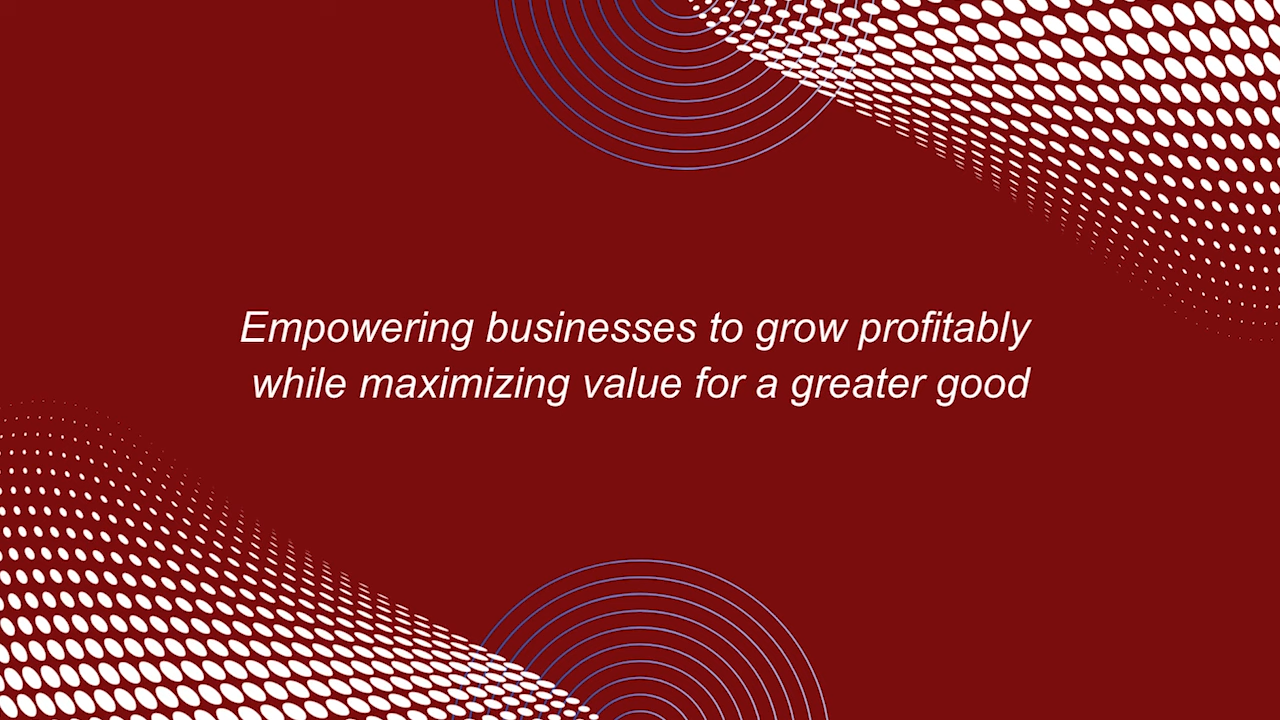 Empowering businesses to grow profitably
while maximizing value for a greater good